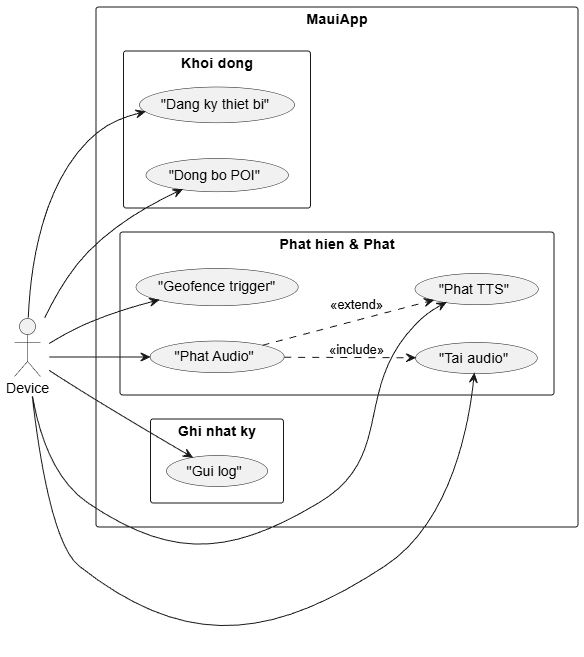 MauiApp
Khoi dong
"Dang ky thiet bi"
"Dong bo POI"
Phat hien & Phat
"Geofence trigger"
"Phat TTS"
«extend»
"Phat Audio"
«include»
"Tai audio"
Device
Ghi nhat ky
"Gui log"